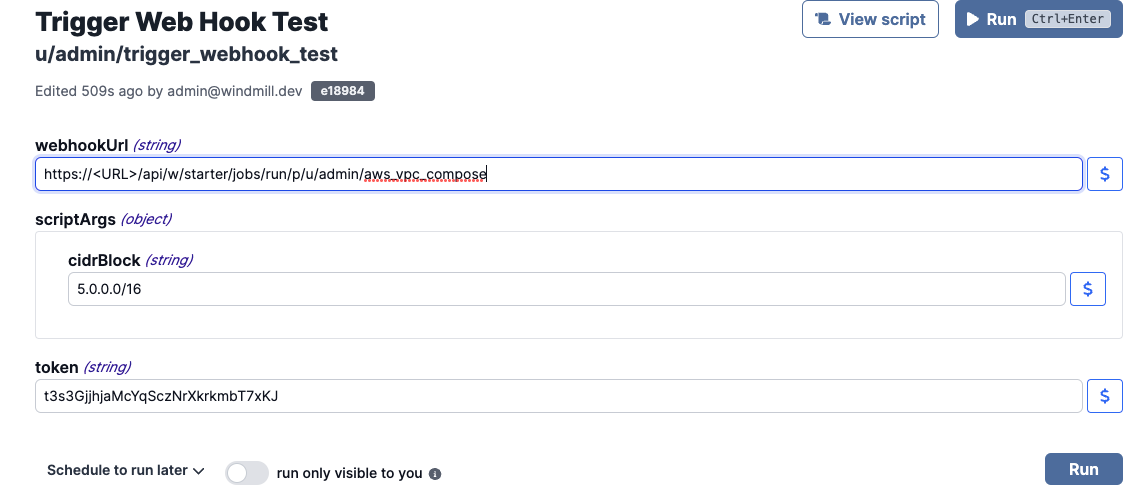 Trigger Web Hook Test
View script
Run Ctrl+Enter
u/admin/trigger_webhook_test
Edited 509s ago by admin@windmill.dev e18984
webhookUrl (string)
https://<URL>/api/w/starter/jobs/run/p/u/admin/aws_vpc_compose
$
scriptArgs (object)
cidrBlock (string)
5.0.0.0/16
$
token (string)
t3s3GjjhjaMcYqSczNrXkrkmbT7xKJ
$
Schedule to run later
run only visible to you i
Run